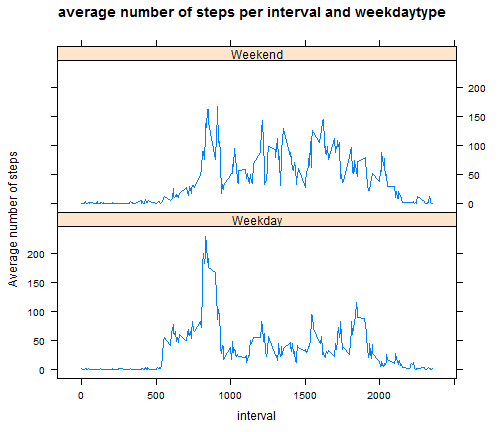 average number of steps per interval and weekdaytype
Weekend
200
150
100
50
0
Weekday
200
150
100
50
0
Average number of steps
0 500 1000 1500 2000
interval